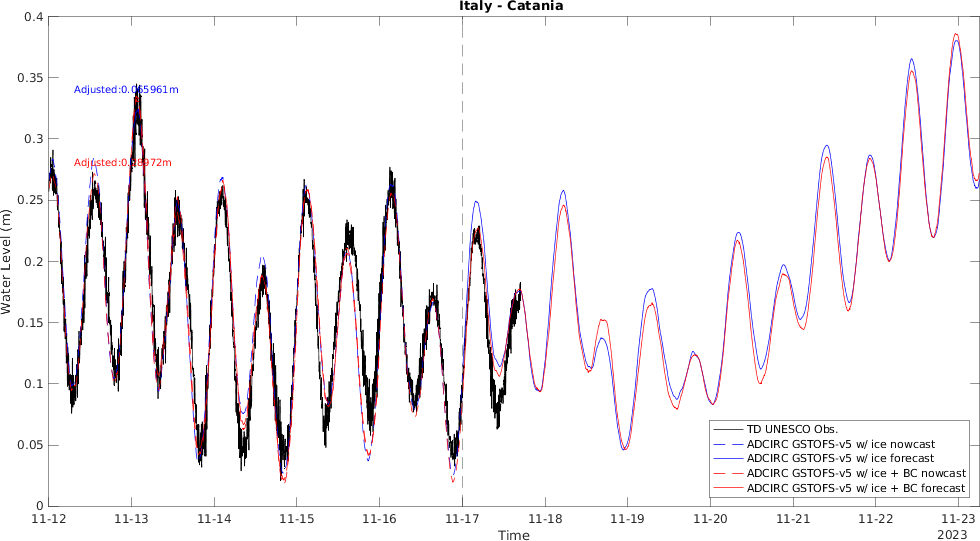 Italy - Catania
0.4
0.35
0.3
0.25
0.2
0.15
0.1
0.05
0
Water Level (m)
Adjusted:0.065961m
TD UNESCO Obs.
ADCIRC GSTOFS-v5 w/ ice nowcast
ADCIRC GSTOFS-v5 w/ ice forecast
ADCIRC GSTOFS-v5 w/ ice + BC nowcast
ADCIRC GSTOFS-v5 w/ ice + BC forecast
11-12 11-13 11-14 11-15 11-16 11-17 11-18 11-19 11-20 11-21 11-22 11-23
Time
2023